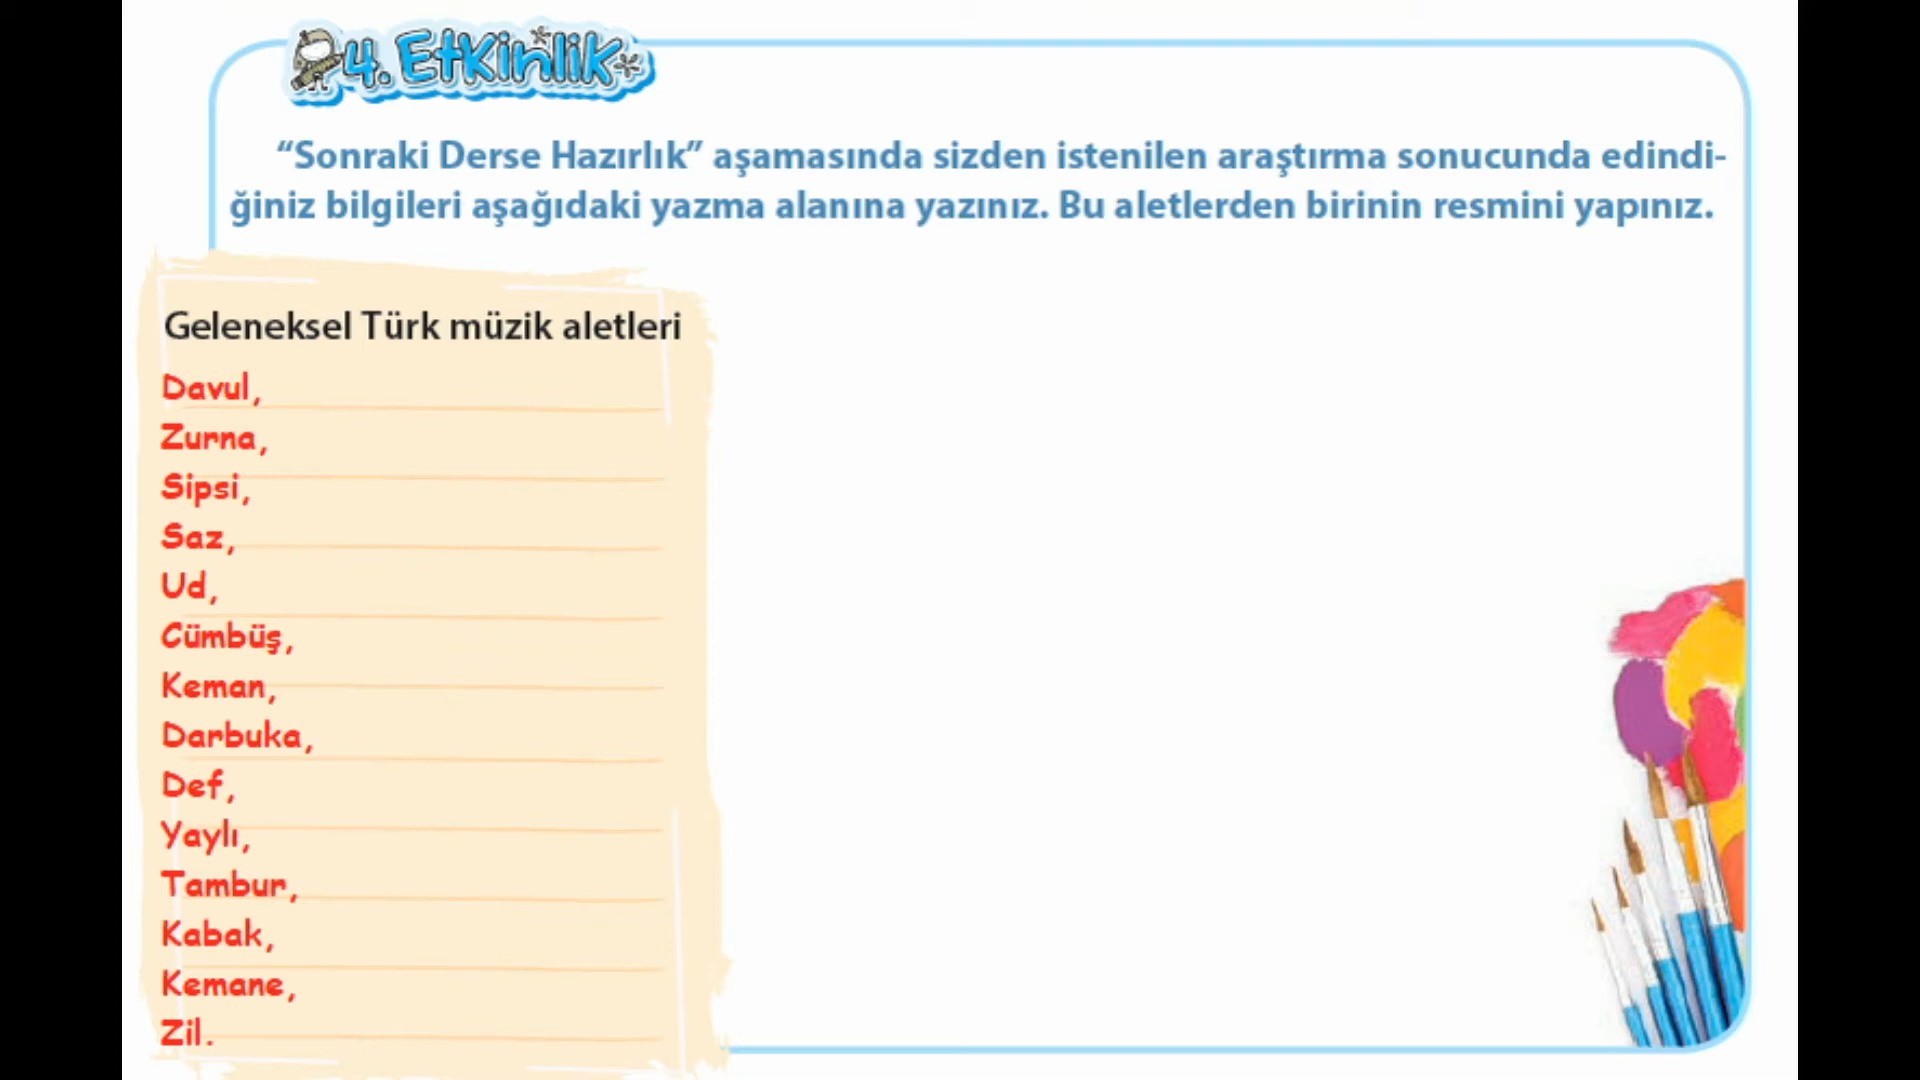 4. Etkinlik
“Sonraki Derse Hazırlık” aşamasında sizden istenilen araştırma sonucunda edindi-
ğiniz bilgileri aşağıdaki yazma alanına yazınız. Bu aletlerden birinin resmini yapınız.
Geleneksel Türk müzik aletleri
Davul,
Zurna,
Sipsi,
Saz,
Ud,
Cümbüş,
Keman,
Darbuka,
Def,
Yaylı,
Tambur,
Kabak,
Kemane,
Zil.